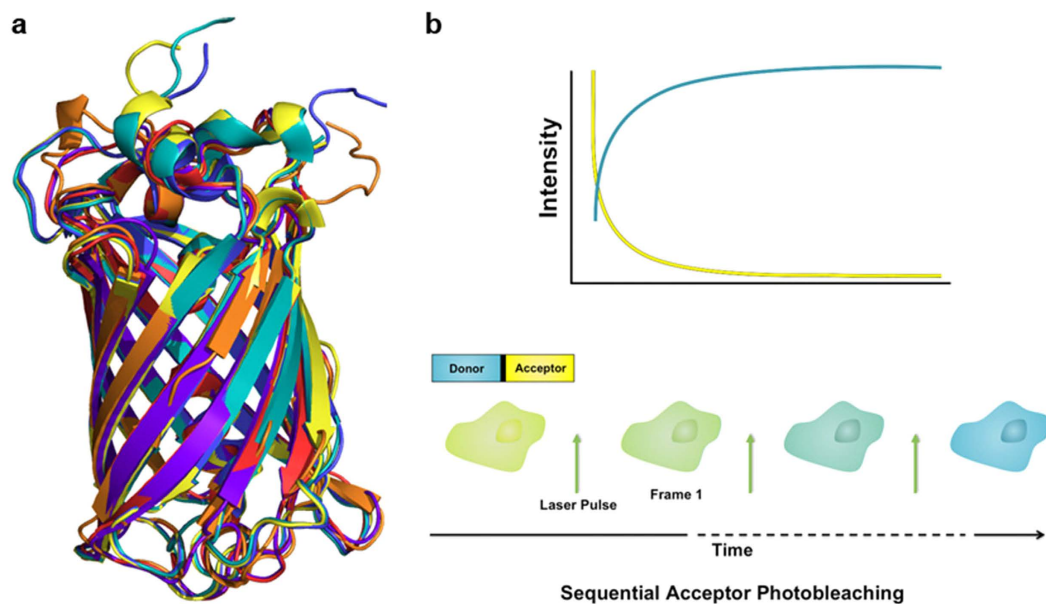 a
b
Intensity
Donor
Acceptor
Laser Pulse
Frame 1
Time
Sequential Acceptor Photobleaching